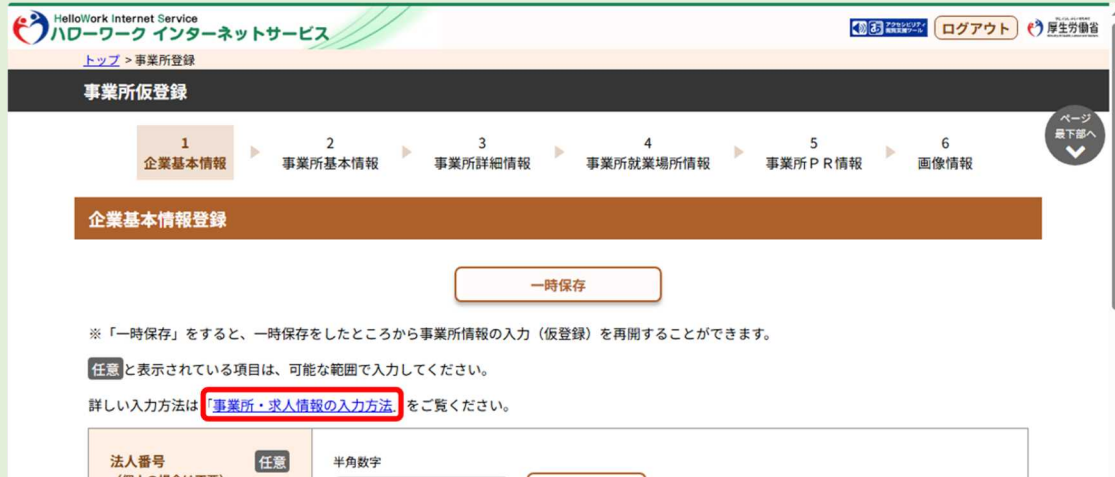 HelloWork Internet Service
ハローワーク インターネットサービス
ログアウト
厚生労働省
トップ > 事業所登録
事業所仮登録
ページ
最下部へ
1
企業基本情報
2
事業所基本情報
3
事業所詳細情報
4
事業所就業場所情報
5
事業所PR情報
6
画像情報
企業基本情報登録
一時保存
※「一時保存」をすると、一時保存をしたところから事業所情報の入力（仮登録）を再開することができます。
任意と表示されている項目は、可能な範囲で入力してください。
詳しい入力方法は「事業所・求人情報の入力方法」をご覧ください。
法人番号 任意
半角数字